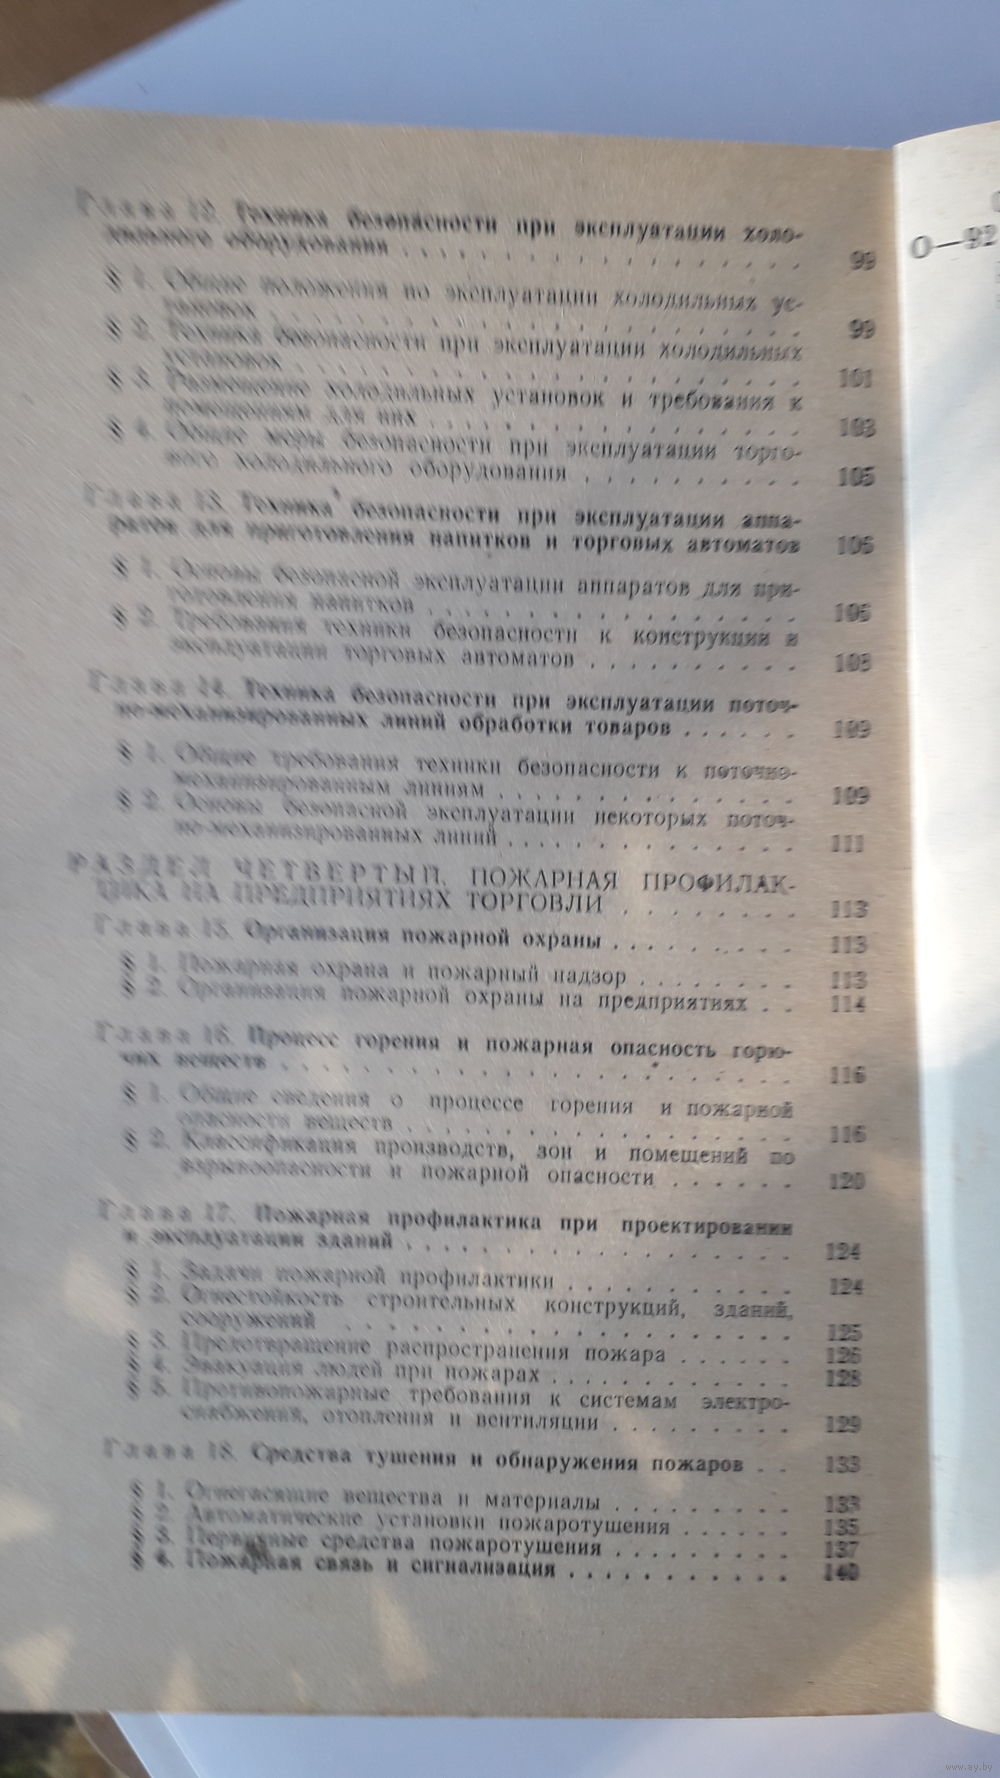 Глава 12. Техника безопасности при эксплуатации холо-
дильного оборудования . . . . . . . . . . . . . . . . . 99
§ 1. Общие положения по эксплуатации холодильных ус-
тановок . . . . . . . . . . . . . . . . . . . . . 99
§ 2. Техника безопасности при эксплуатации холодильных
установок . . . . . . . . . . . . . . . . . . . . 101
§ 3. Размещение холодильных установок и требования к
помещениям для них . . . . . . . . . . . . . . . 103
§ 4. Общие меры безопасности при эксплуатации торго-
вого холодильного оборудования . . . . . . . . . . 105
Глава 13. Техника безопасности при эксплуатации аппа-
ратов для приготовления напитков и торговых автоматов 106
§ 1. Основы безопасной эксплуатации аппаратов для при-
готовления напитков . . . . . . . . . . . . . . . 106
§ 2. Требования техники безопасности к конструкции и
эксплуатации торговых автоматов . . . . . . . . . 108
Глава 14. Техника безопасности при эксплуатации поточ-
но-механизированных линий обработки товаров . . . . . . 109
§ 1. Общие требования техники безопасности к поточно-
механизированным линиям . . . . . . . . . . . . . 109
§ 2. Основы безопасной эксплуатации некоторых поточ-
но-механизированных линий . . . . . . . . . . . . 111
РАЗДЕЛ ЧЕТВЕРТЫЙ. ПОЖАРНАЯ ПРОФИЛАК-
ТИКА НА ПРЕДПРИЯТИЯХ ТОРГОВЛИ . . . . . . . 113
Глава 15. Организация пожарной охраны . . . . . . . . 113
§ 1. Пожарная охрана и пожарный надзор . . . . . . . 113
§ 2. Организация пожарной охраны на предприятиях . . 114
Глава 16. Процесс горения и пожарная опасность горю-
чих веществ . . . . . . . . . . . . . . . . . . . . . . 116
§ 1. Общие сведения о процессе горения и пожарной
опасности веществ . . . . . . . . . . . . . . . . 116
§ 2. Классификация производств, зон и помещений по
взрывоопасности и пожарной опасности . . . . . . 120
Глава 17. Пожарная профилактика при проектировании
и эксплуатации зданий . . . . . . . . . . . . . . . . . 124
§ 1. Задачи пожарной профилактики . . . . . . . . . . 124
§ 2. Огнестойкость строительных конструкций, зданий,
сооружений . . . . . . . . . . . . . . . . . . . 125
§ 3. Предотвращение распространения пожара . . . . . 126
§ 4. Эвакуация людей при пожарах . . . . . . . . . . . 128
§ 5. Противопожарные требования к системам электро-
снабжения, отопления и вентиляции . . . . . . . . 129
Глава 18. Средства тушения и обнаружения пожаров . . 133
§ 1. Огнегасящие вещества и материалы . . . . . . . . 133
§ 2. Автоматические установки пожаротушения . . . . . 135
§ 3. Первичные средства пожаротушения . . . . . . . . 137
§ 4. Пожарная связь и сигнализация . . . . . . . . . . 140
О—92
www.ay.by